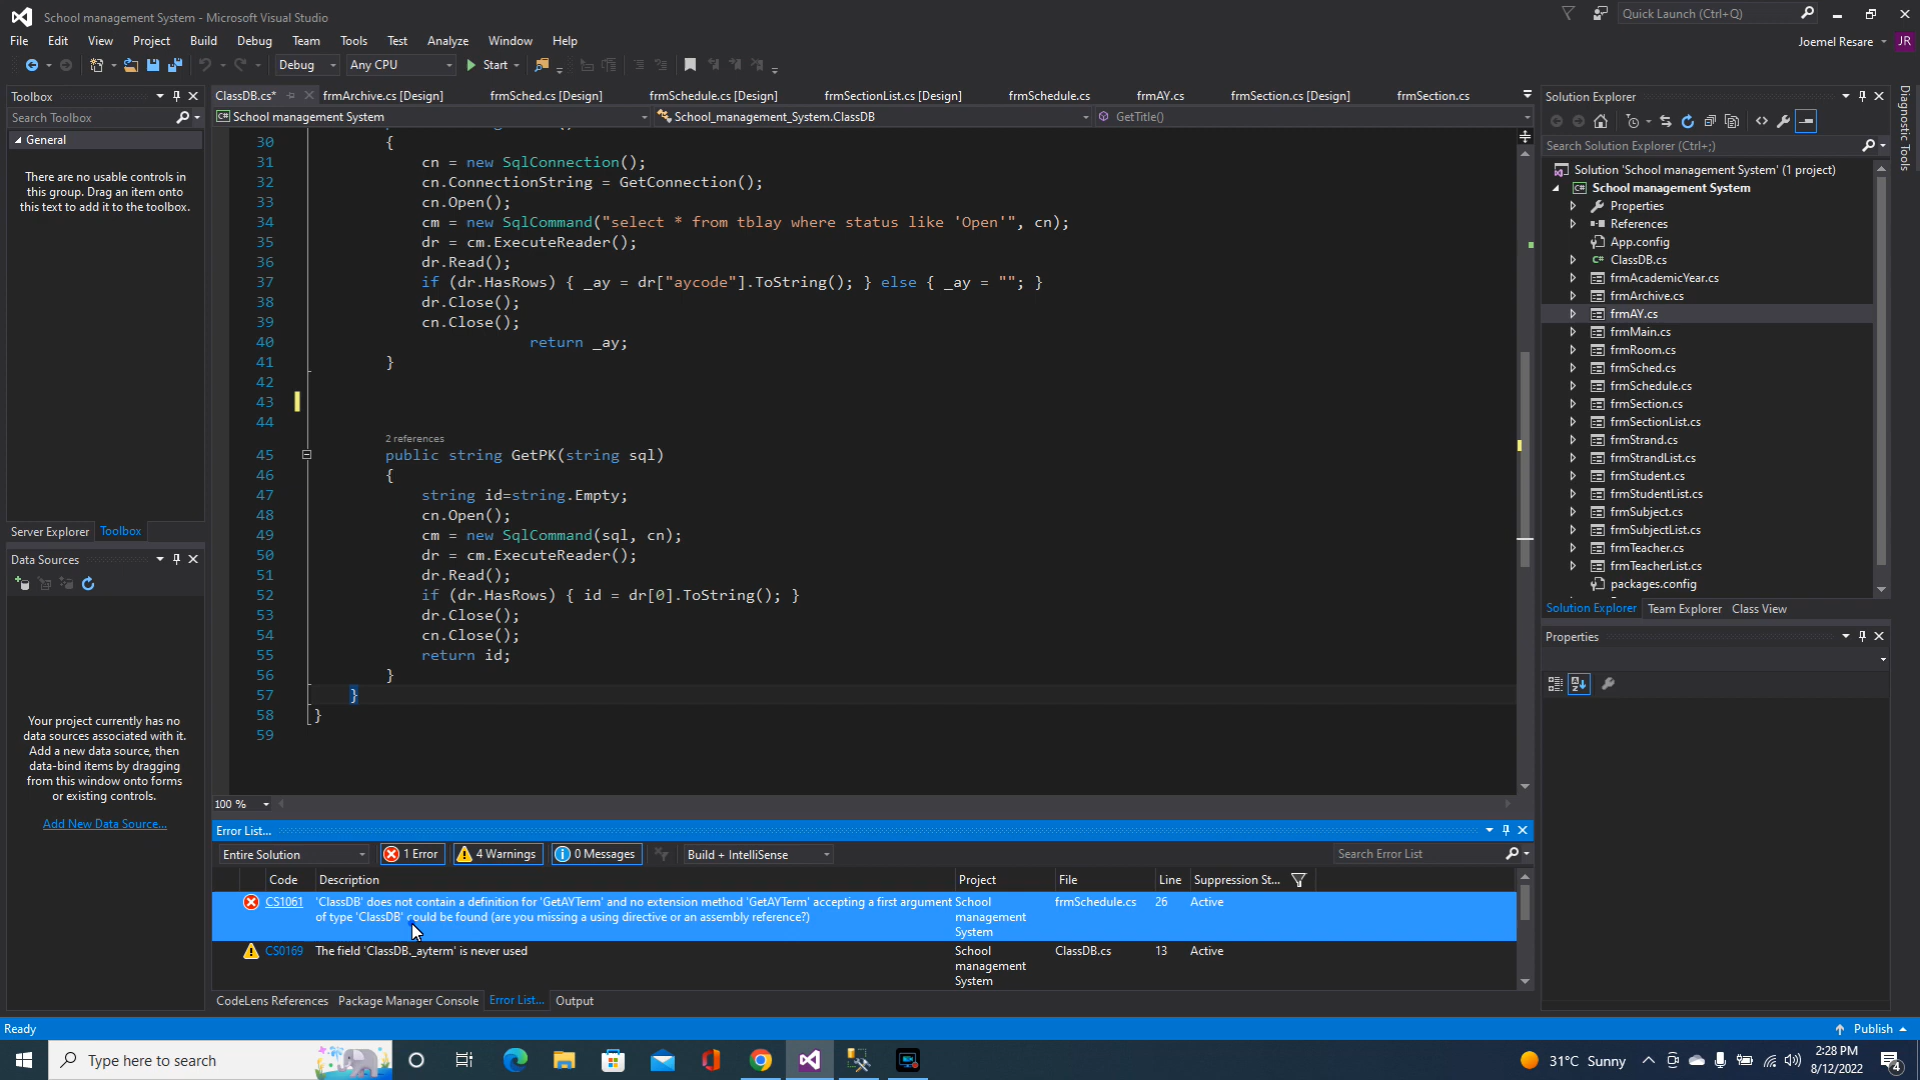 School management System - Microsoft Visual Studio
Quick Launch (Ctrl+Q)
File Edit View Project Build Debug Team Tools Test Analyze Window Help
Joemel Resare JR
Debug Any CPU Start
Toolbox
Search Toolbox
General
There are no usable controls in
this group. Drag an item onto
this text to add it to the toolbox.
Server Explorer Toolbox
Data Sources
Your project currently has no
data sources associated with it.
Add a new data source, then
data-bind items by dragging
from this window onto forms
or existing controls.
Add New Data Source...
ClassDB.cs* frmArchive.cs [Design] frmSched.cs [Design] frmSchedule.cs [Design] frmSectionList.cs [Design] frmSchedule.cs frmAY.cs frmSection.cs [Design] frmSection.cs
School management System School_management_System.ClassDB GetTitle()
30 {
31 cn = new SqlConnection();
32 cn.ConnectionString = GetConnection();
33 cn.Open();
34 cm = new SqlCommand("select * from tblay where status like 'Open'", cn);
35 dr = cm.ExecuteReader();
36 dr.Read();
37 if (dr.HasRows) { _ay = dr["aycode"].ToString(); } else { _ay = ""; }
38 dr.Close();
39 cn.Close();
40 return _ay;
41 }
42
43
44
2 references
45 public string GetPK(string sql)
46 {
47 string id=string.Empty;
48 cn.Open();
49 cm = new SqlCommand(sql, cn);
50 dr = cm.ExecuteReader();
51 dr.Read();
52 if (dr.HasRows) { id = dr[0].ToString(); }
53 dr.Close();
54 cn.Close();
55 return id;
56 }
57 }
58 }
59
100 %
Error List...
Entire Solution 1 Error 4 Warnings 0 Messages Build + IntelliSense Search Error List
Code Description Project File Line Suppression St...
CS1061 'ClassDB' does not contain a definition for 'GetAYTerm' and no extension method 'GetAYTerm' accepting a first argument School frmSchedule.cs 26 Active
of type 'ClassDB' could be found (are you missing a using directive or an assembly reference?) management
System
CS0169 The field 'ClassDB._ayterm' is never used School ClassDB.cs 13 Active
management
System
CodeLens References Package Manager Console Error List... Output
Solution Explorer
Search Solution Explorer (Ctrl+;)
Solution 'School management System' (1 project)
School management System
Properties
References
App.config
ClassDB.cs
frmAcademicYear.cs
frmArchive.cs
frmAY.cs
frmMain.cs
frmRoom.cs
frmSched.cs
frmSchedule.cs
frmSection.cs
frmSectionList.cs
frmStrand.cs
frmStrandList.cs
frmStudent.cs
frmStudentList.cs
frmSubject.cs
frmSubjectList.cs
frmTeacher.cs
frmTeacherList.cs
packages.config
Solution Explorer Team Explorer Class View
Properties
Diagnostic Tools
Ready Publish
Type here to search
31°C Sunny
2:28 PM
8/12/2022
4